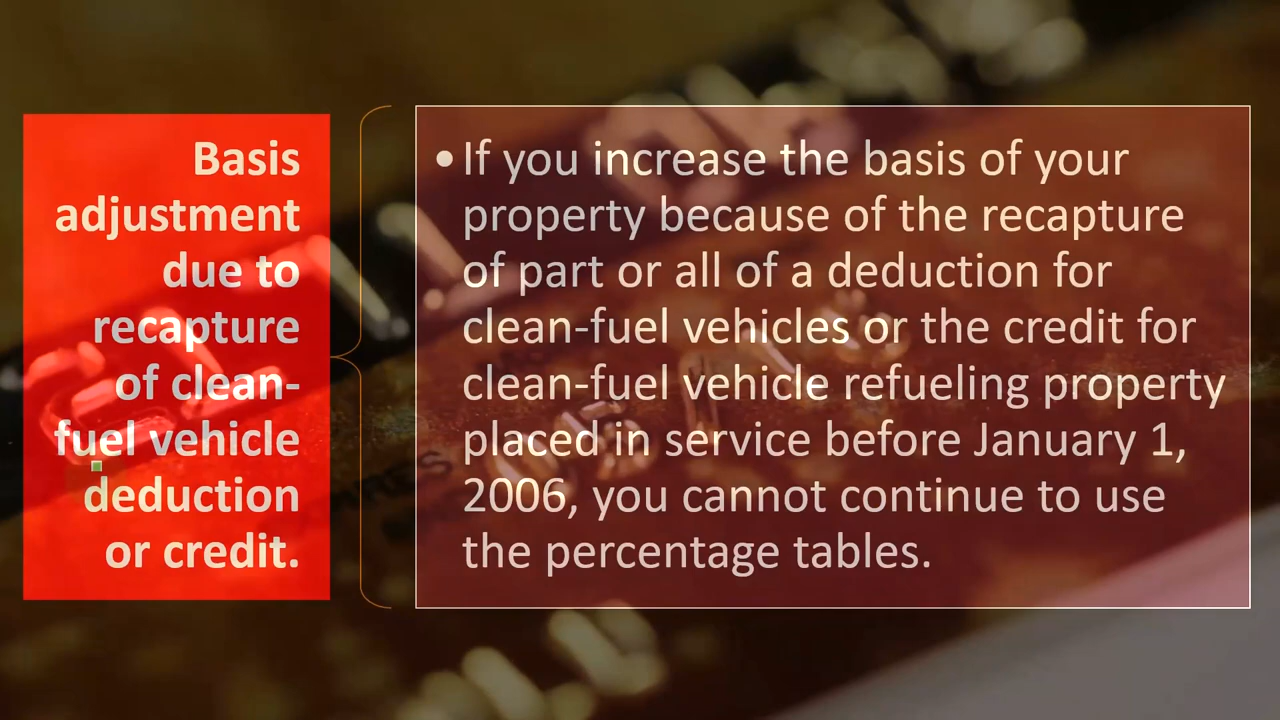 Basis
adjustment
due to
recapture
of clean-
fuel vehicle
deduction
or credit.
•If you increase the basis of your
property because of the recapture
of part or all of a deduction for
clean-fuel vehicles or the credit for
clean-fuel vehicle refueling property
placed in service before January 1,
2006, you cannot continue to use
the percentage tables.